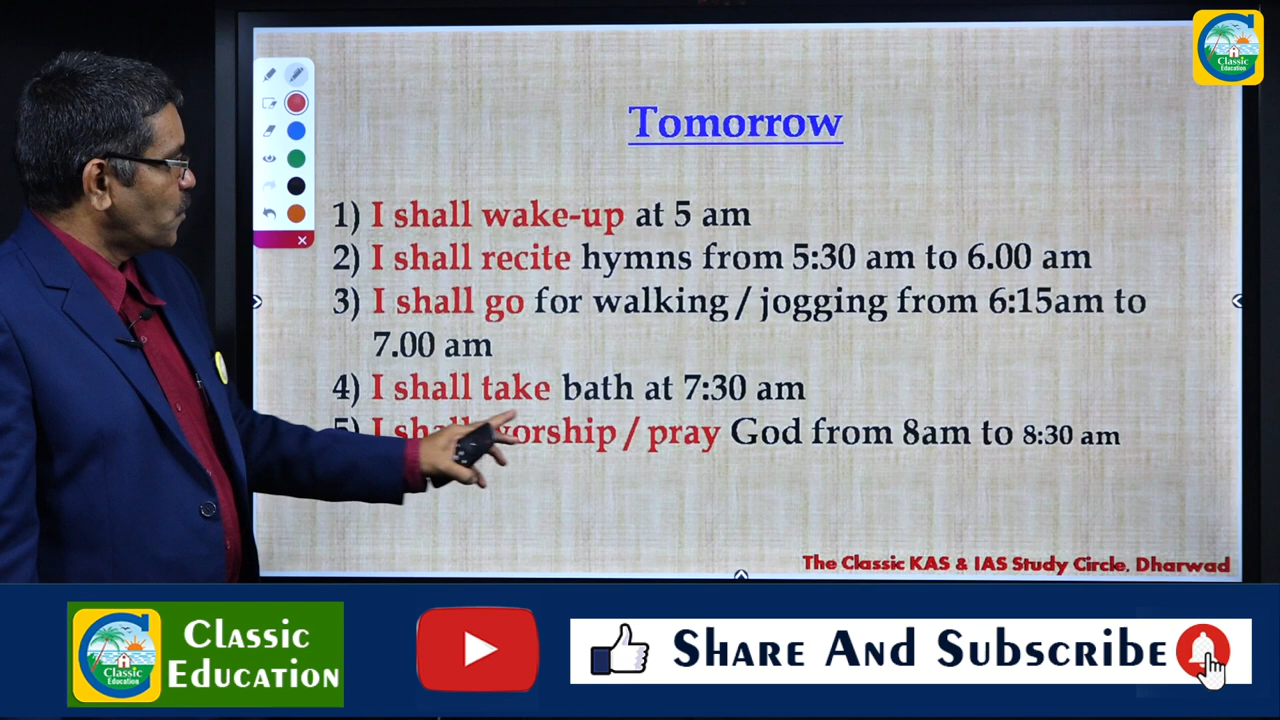 Classic
Education
Tomorrow
1) I shall wake-up at 5 am
2) I shall recite hymns from 5:30 am to 6.00 am
3) I shall go for walking / jogging from 6:15am to
7.00 am
4) I shall take bath at 7:30 am
5) I shall worship / pray God from 8am to 8:30 am
The Classic KAS & IAS Study Circle, Dharwad
Classic
Education
Classic
Education
Share And Subscribe